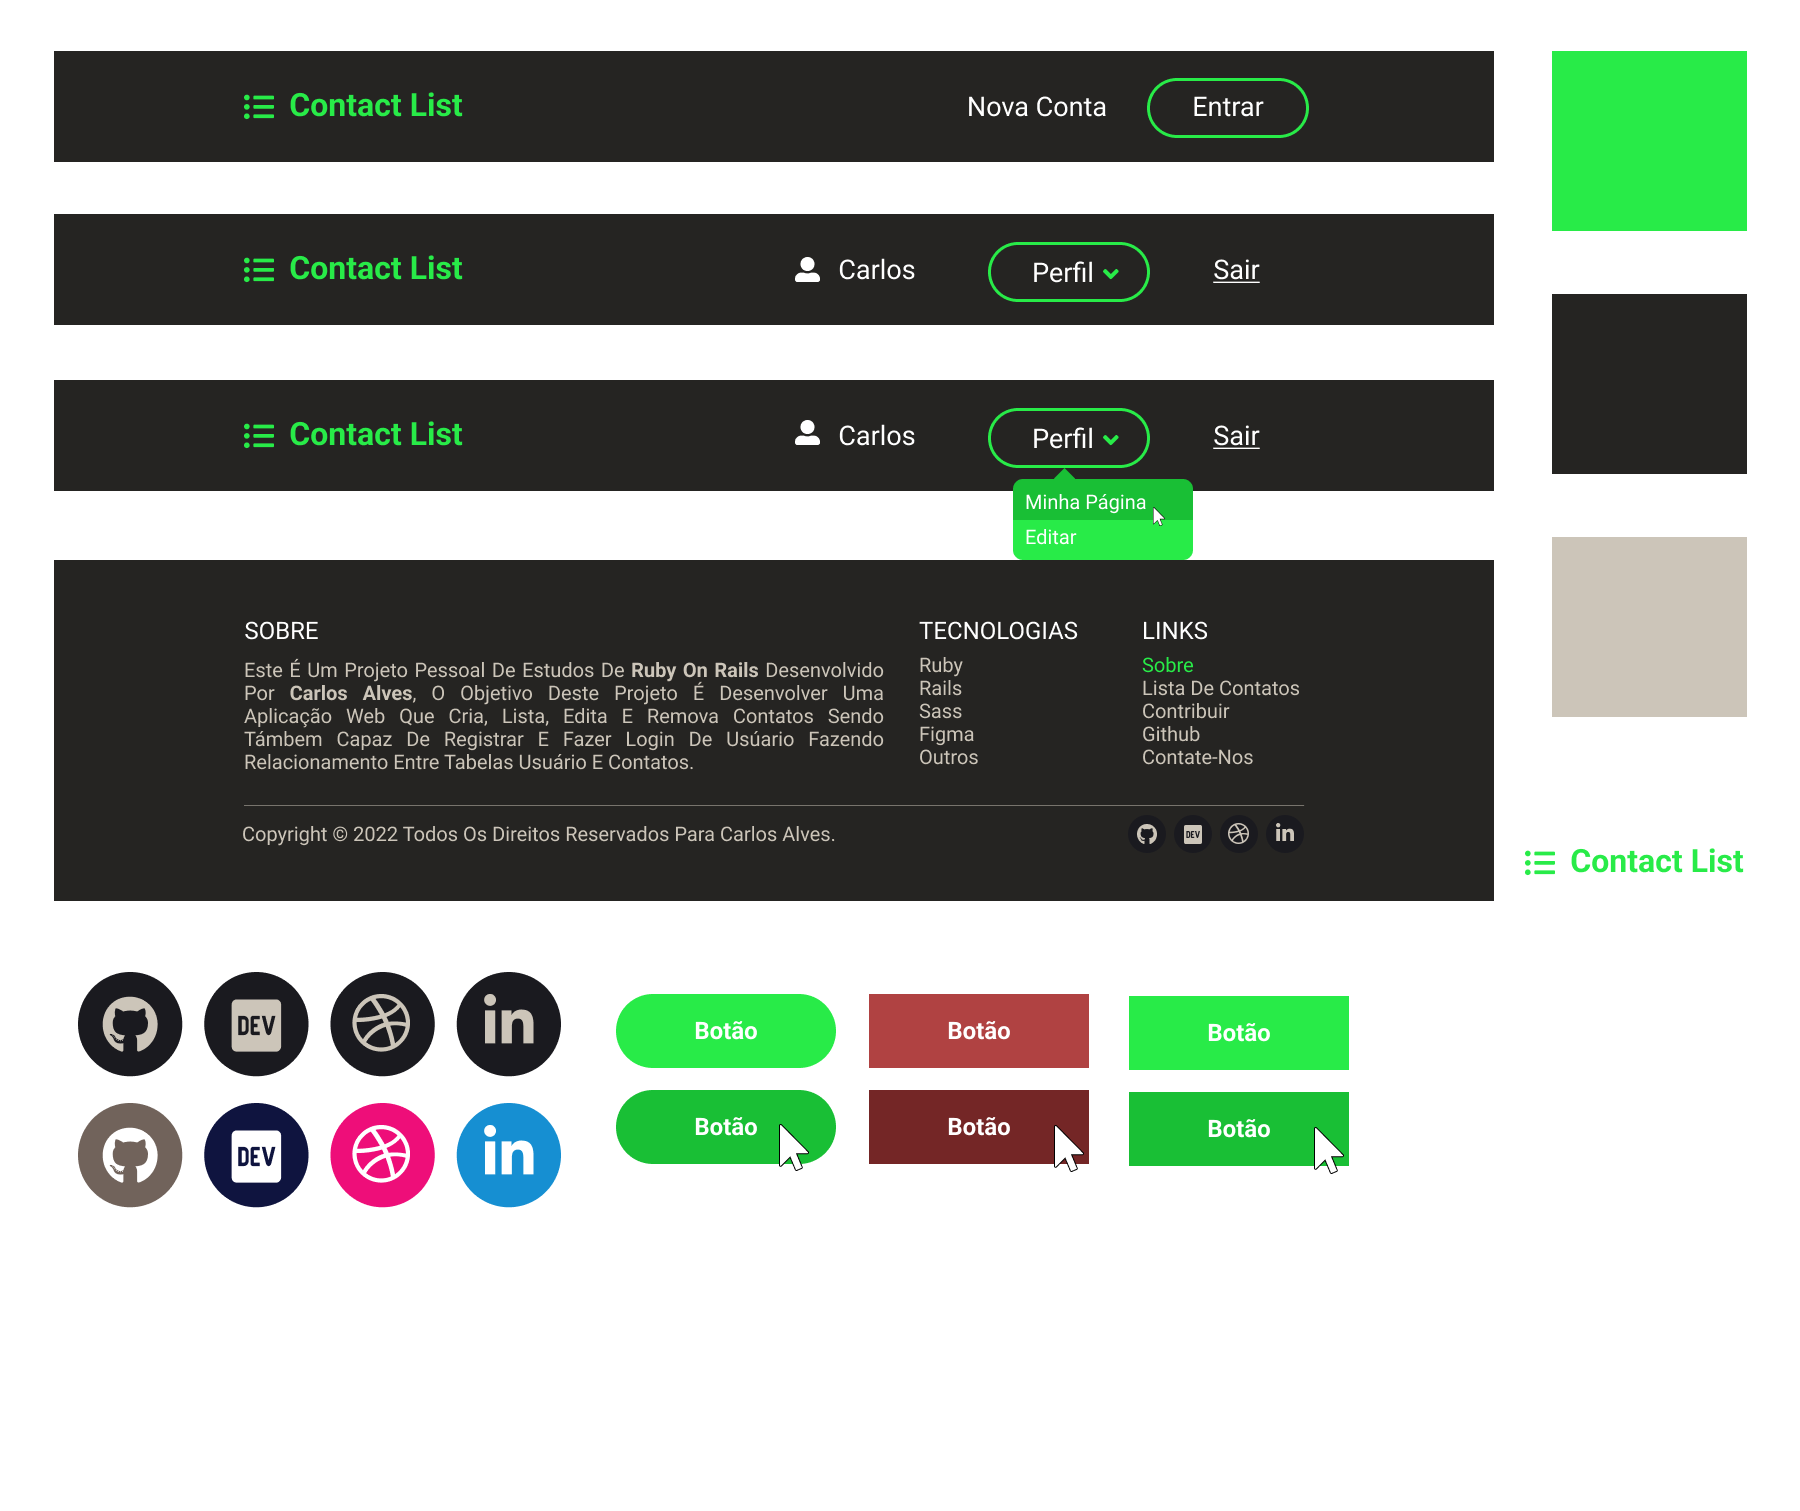 Contact List
Nova Conta
Entrar
Contact List
Carlos
Perfil
Sair
Contact List
Carlos
Perfil
Sair
Minha Página
Editar
SOBRE
Este É Um Projeto Pessoal De Estudos De Ruby On Rails Desenvolvido
Por Carlos Alves, O Objetivo Deste Projeto É Desenvolver Uma
Aplicação Web Que Cria, Lista, Edita E Remova Contatos Sendo
Támbem Capaz De Registrar E Fazer Login De Usúario Fazendo
Relacionamento Entre Tabelas Usuário E Contatos.
TECNOLOGIAS
Ruby
Rails
Sass
Figma
Outros
LINKS
Sobre
Lista De Contatos
Contribuir
Github
Contate-Nos
Copyright © 2022 Todos Os Direitos Reservados Para Carlos Alves.
DEV
in
Contact List
DEV
in
Botão
Botão
Botão
DEV
in
Botão
Botão
Botão